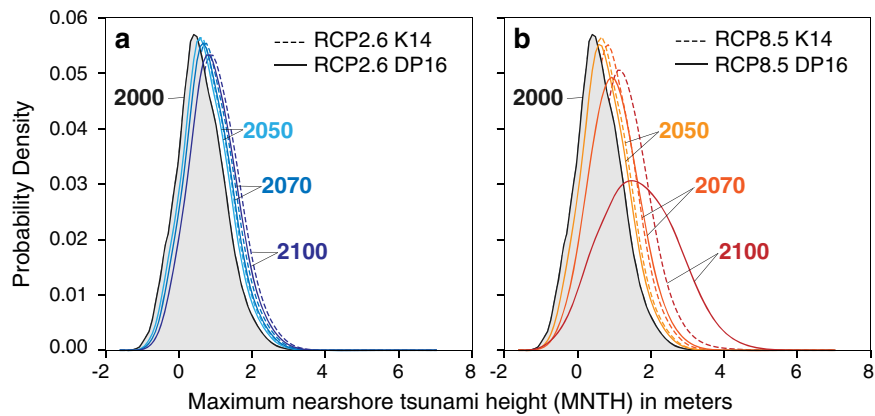 a
RCP2.6 K14
RCP2.6 DP16
2000
2050
2070
2100
b
RCP8.5 K14
RCP8.5 DP16
2000
2050
2070
2100
Probability Density
0.06
0.05
0.04
0.03
0.02
0.01
0.00
-2 0 2 4 6 8
-2 0 2 4 6 8
Maximum nearshore tsunami height (MNTH) in meters